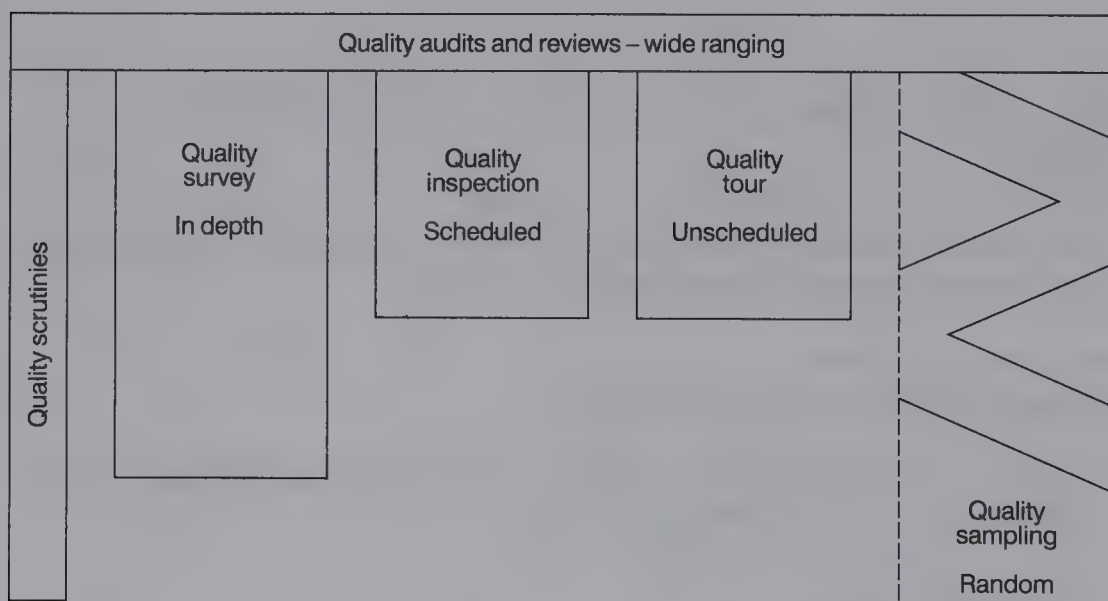 Quality audits and reviews – wide ranging
Quality scrutinies
Quality
survey
In depth
Quality
inspection
Scheduled
Quality
tour
Unscheduled
Quality
sampling
Random